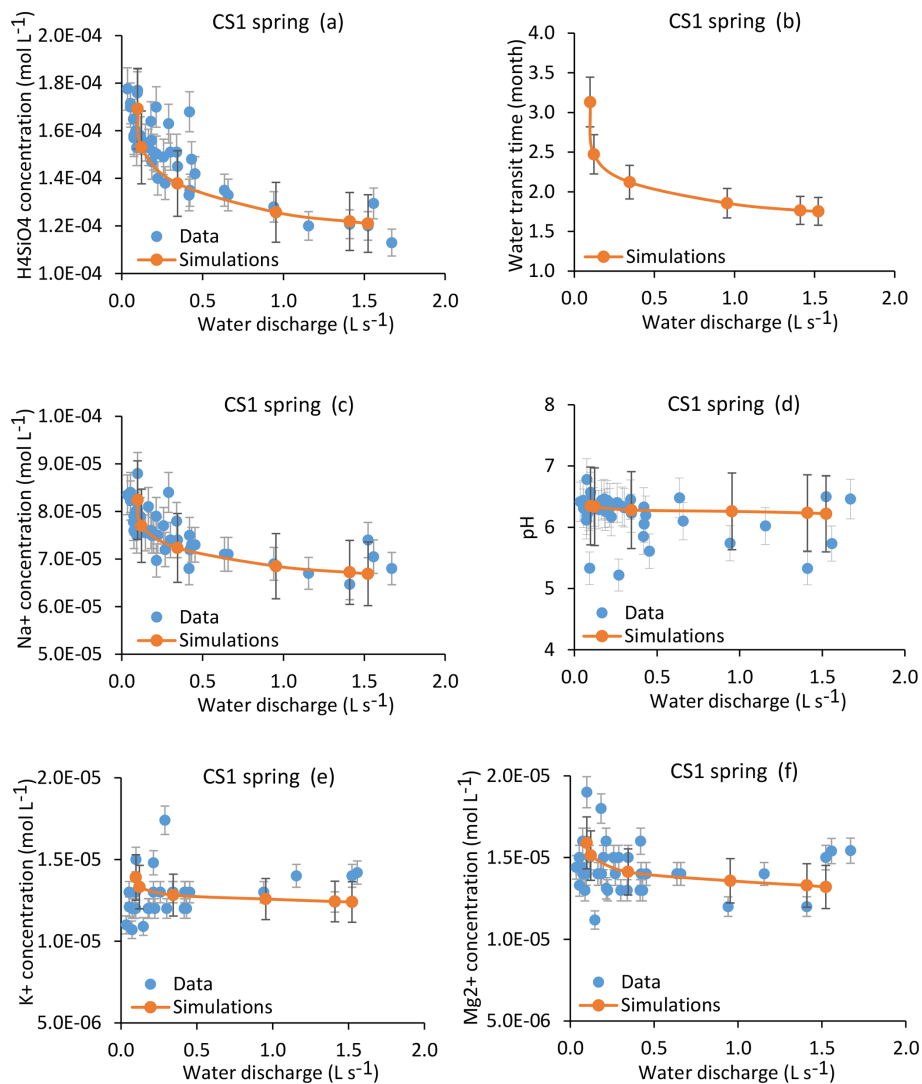 CS1 spring (a)
H4SiO4 concentration (mol L-1)
2.0E-04
1.8E-04
1.6E-04
1.4E-04
1.2E-04
1.0E-04
Data
Simulations
0.0 0.5 1.0 1.5 2.0
Water discharge (L s-1)
CS1 spring (b)
Water transit time (month)
4.0
3.5
3.0
2.5
2.0
1.5
1.0
Simulations
0.0 0.5 1.0 1.5 2.0
Water discharge (L s-1)
CS1 spring (c)
Na+ concentration (mol L-1)
1.0E-04
9.0E-05
8.0E-05
7.0E-05
6.0E-05
5.0E-05
Data
Simulations
0.0 0.5 1.0 1.5 2.0
Water discharge (L s-1)
CS1 spring (d)
pH
8
7
6
5
4
Data
Simulations
0.0 0.5 1.0 1.5 2.0
Water discharge (L s-1)
CS1 spring (e)
K+ concentration (mol L-1)
2.0E-05
1.5E-05
1.0E-05
5.0E-06
Data
Simulations
0.0 0.5 1.0 1.5 2.0
Water discharge (L s-1)
CS1 spring (f)
Mg2+ concentration (mol L-1)
2.0E-05
1.5E-05
1.0E-05
5.0E-06
Data
Simulations
0.0 0.5 1.0 1.5 2.0
Water discharge (L s-1)